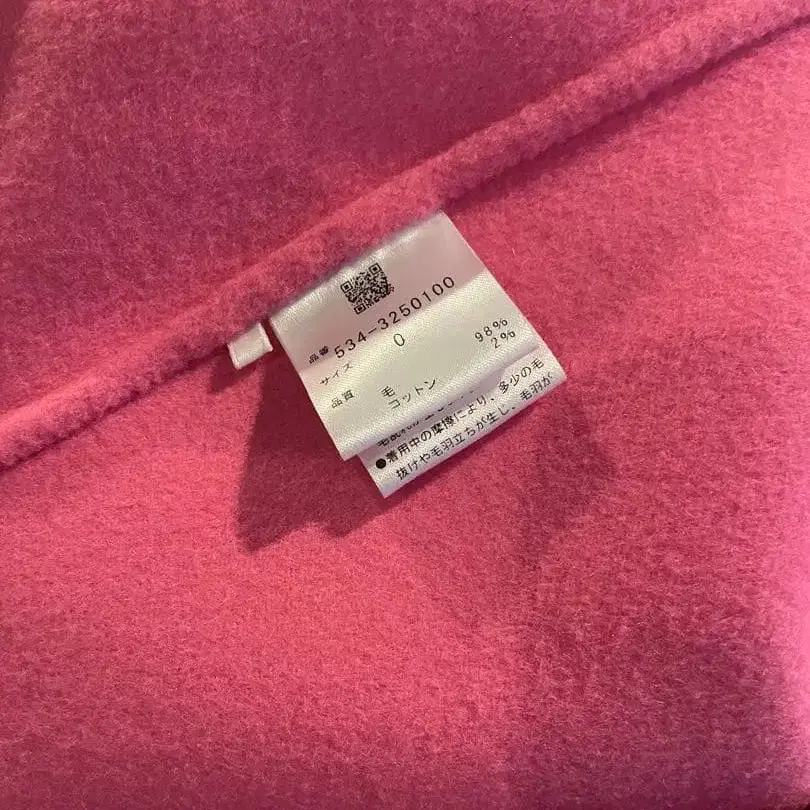 品番 534-3250100
サイズ 0
品質 毛 98%
コットン 2%
●着用中の摩擦により、多少の毛
抜けや毛羽立ちが生じ、毛羽が